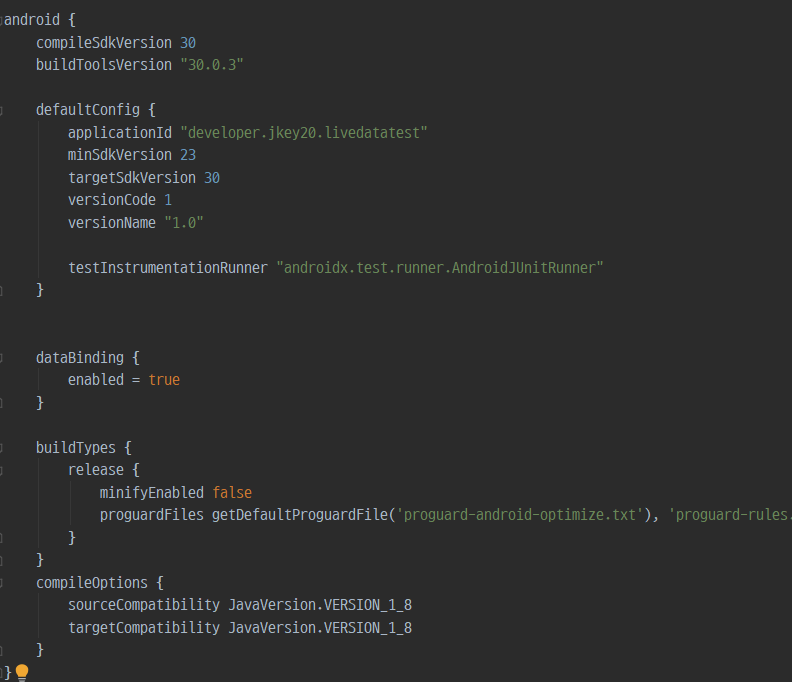 android {
    compileSdkVersion 30
    buildToolsVersion "30.0.3"
    defaultConfig {
        applicationId "developer.jkey20.livedatatest"
        minSdkVersion 23
        targetSdkVersion 30
        versionCode 1
        versionName "1.0"
        testInstrumentationRunner "androidx.test.runner.AndroidJUnitRunner"
    }
    dataBinding {
        enabled = true
    }
    buildTypes {
        release {
            minifyEnabled false
            proguardFiles getDefaultProguardFile('proguard-android-optimize.txt'), 'proguard-rules.
        }
    }
    compileOptions {
        sourceCompatibility JavaVersion.VERSION_1_8
        targetCompatibility JavaVersion.VERSION_1_8
    }
}